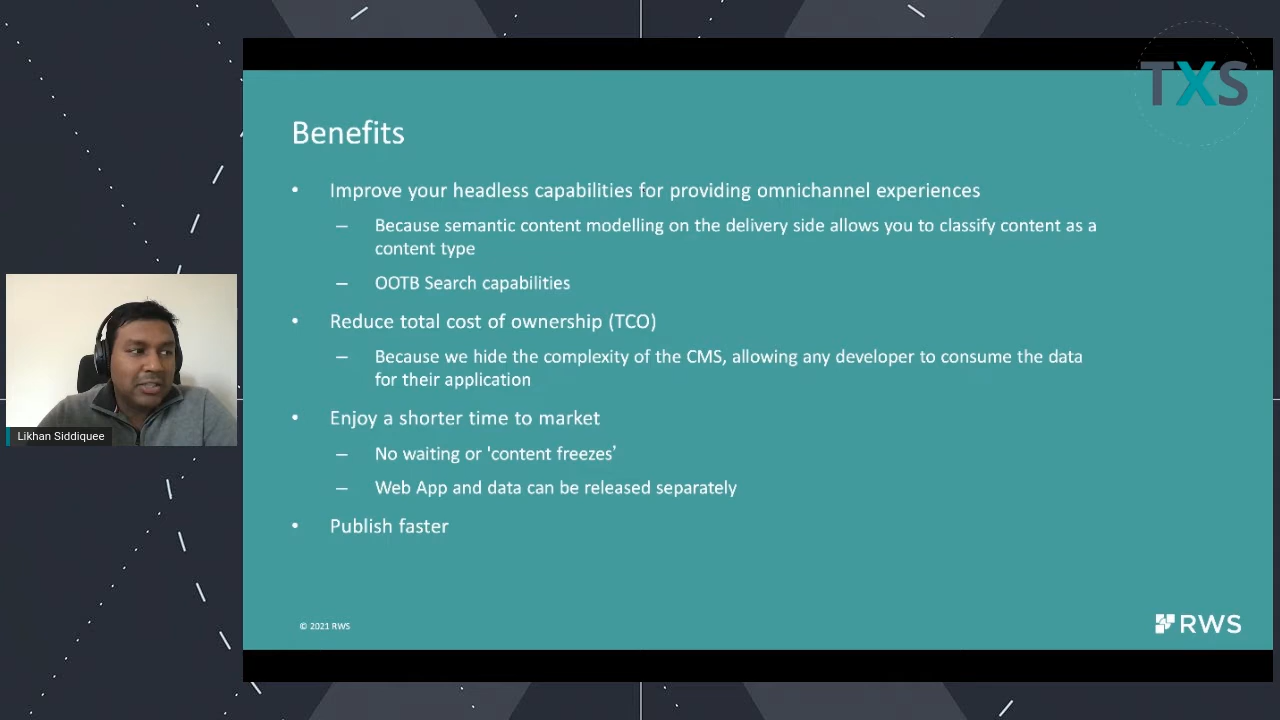 TXS
Benefits
• Improve your headless capabilities for providing omnichannel experiences
– Because semantic content modelling on the delivery side allows you to classify content as a
content type
– OOTB Search capabilities
• Reduce total cost of ownership (TCO)
– Because we hide the complexity of the CMS, allowing any developer to consume the data
for their application
• Enjoy a shorter time to market
– No waiting or 'content freezes’
– Web App and data can be released separately
• Publish faster
Likhan Siddiquee
© 2021 RWS
RWS